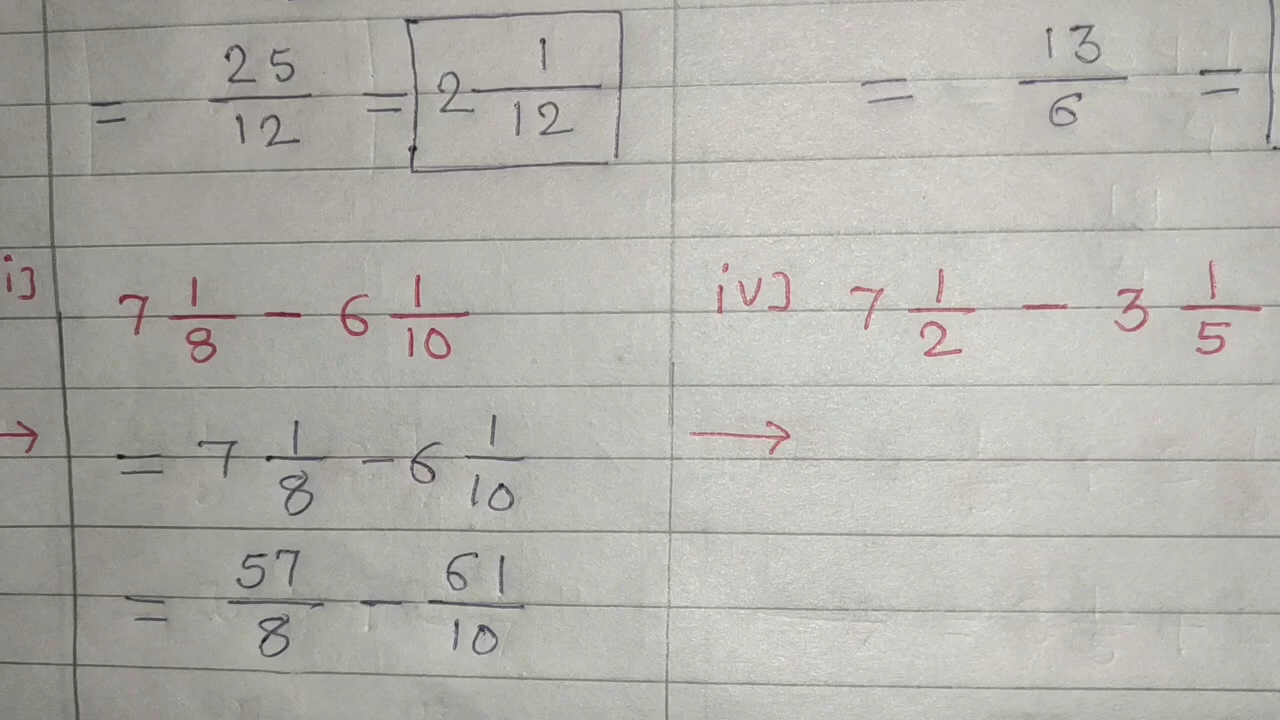 = 25/12 = 2 1/12
= 13/6 =
i] 7 1/8 - 6 1/10
iv] 7 1/2 - 3 1/5
→ = 7 1/8 - 6 1/10
→
= 57/8 - 61/10